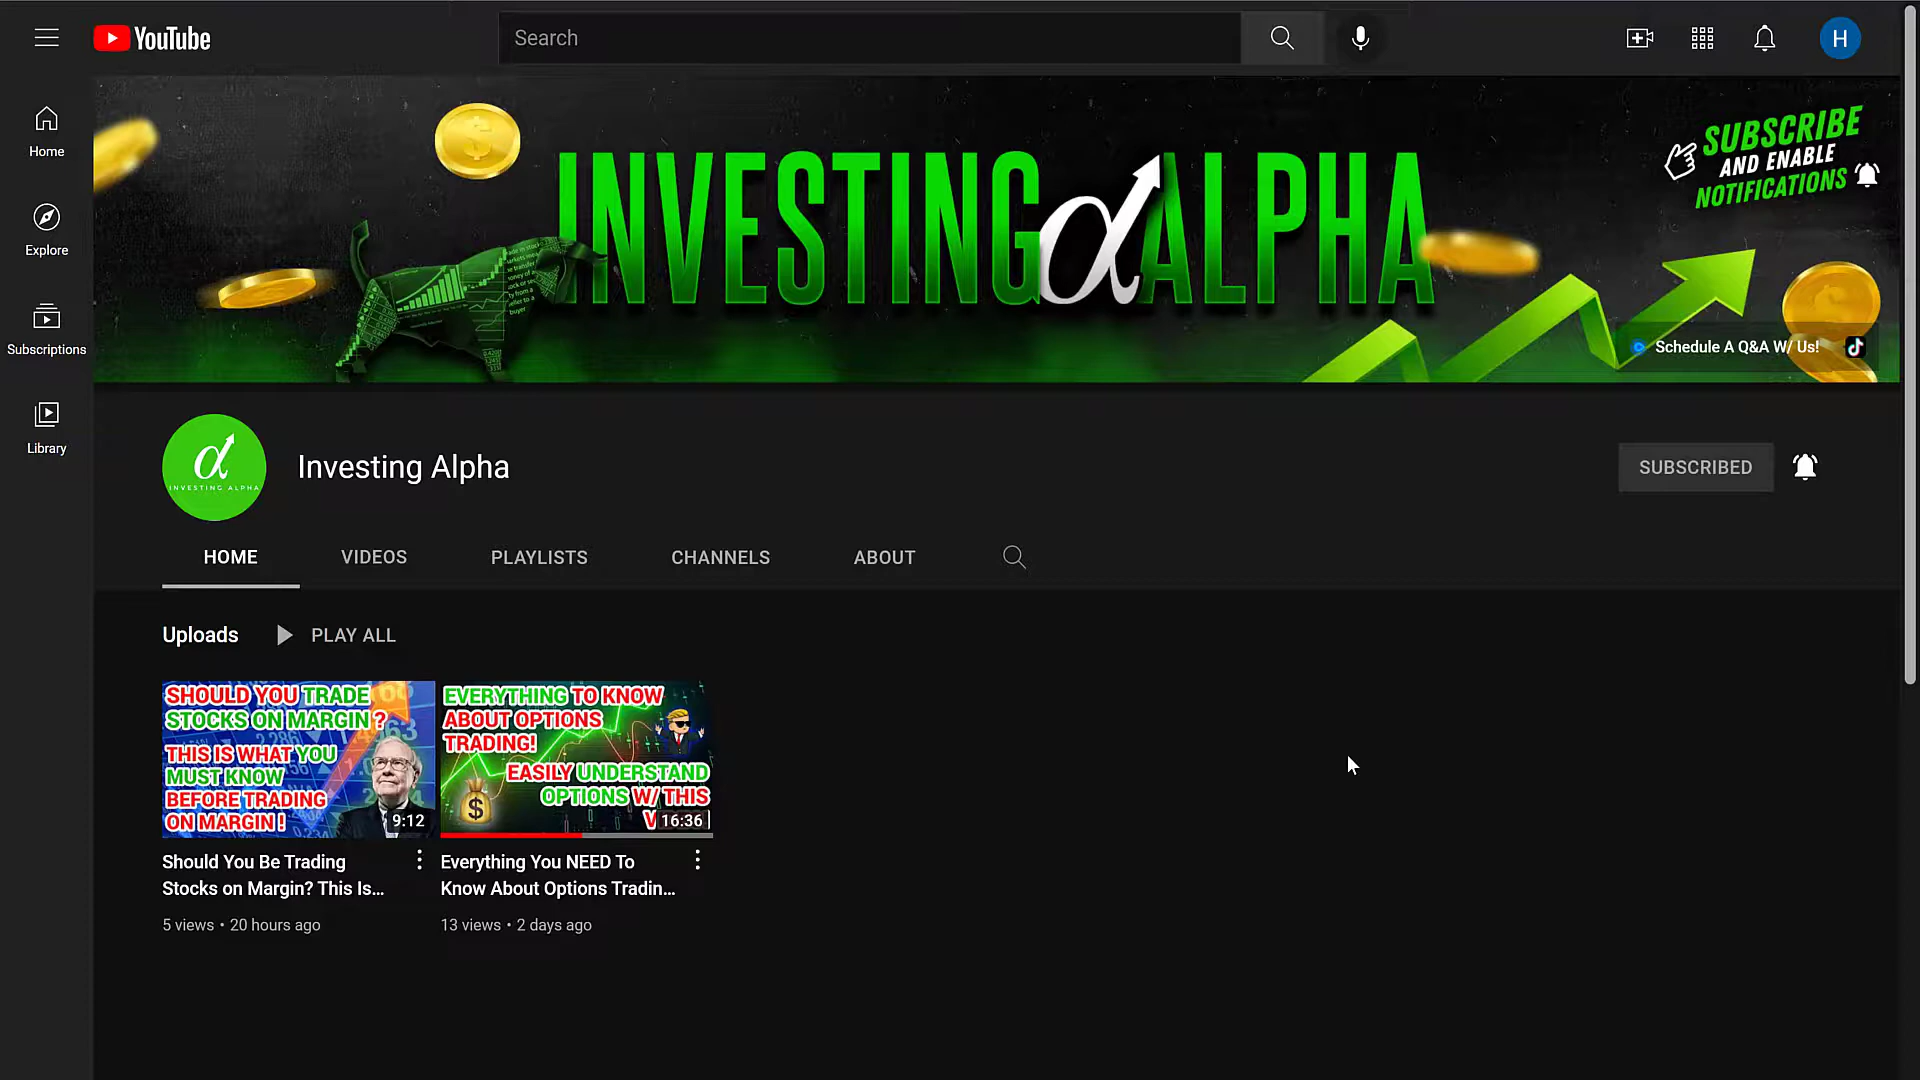 YouTube
Search
H
Home
Explore
Subscriptions
Library
INVESTING ALPHA
SUBSCRIBE
AND ENABLE
NOTIFICATIONS
Schedule A Q&A W/ Us!
INVESTING ALPHA
Investing Alpha
SUBSCRIBED
HOME
VIDEOS
PLAYLISTS
CHANNELS
ABOUT
Uploads
PLAY ALL
SHOULD YOU TRADE
STOCKS ON MARGIN ?
THIS IS WHAT YOU
MUST KNOW
BEFORE TRADING
ON MARGIN !
9:12
EVERYTHING TO KNOW
ABOUT OPTIONS
TRADING!
EASILY UNDERSTAND
OPTIONS W/ THIS
16:36
Should You Be Trading
Stocks on Margin? This Is...
5 views • 20 hours ago
Everything You NEED To
Know About Options Tradin...
13 views • 2 days ago